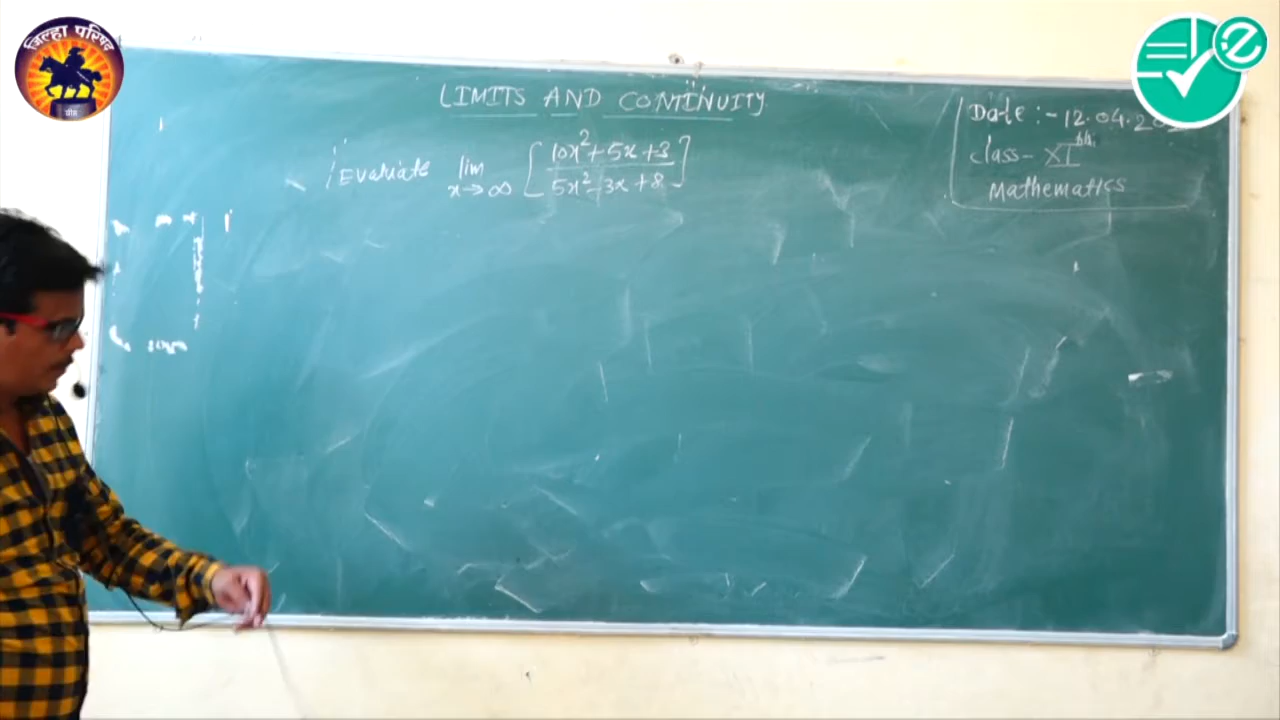 जिल्हा परिषद
बीड
LIMITS AND CONTINUITY
Date :- 12.04.20
class - XIth
Mathematics
Evaluate lim x→∞ [ 10x²+5x+3 / 5x²-3x+8 ]